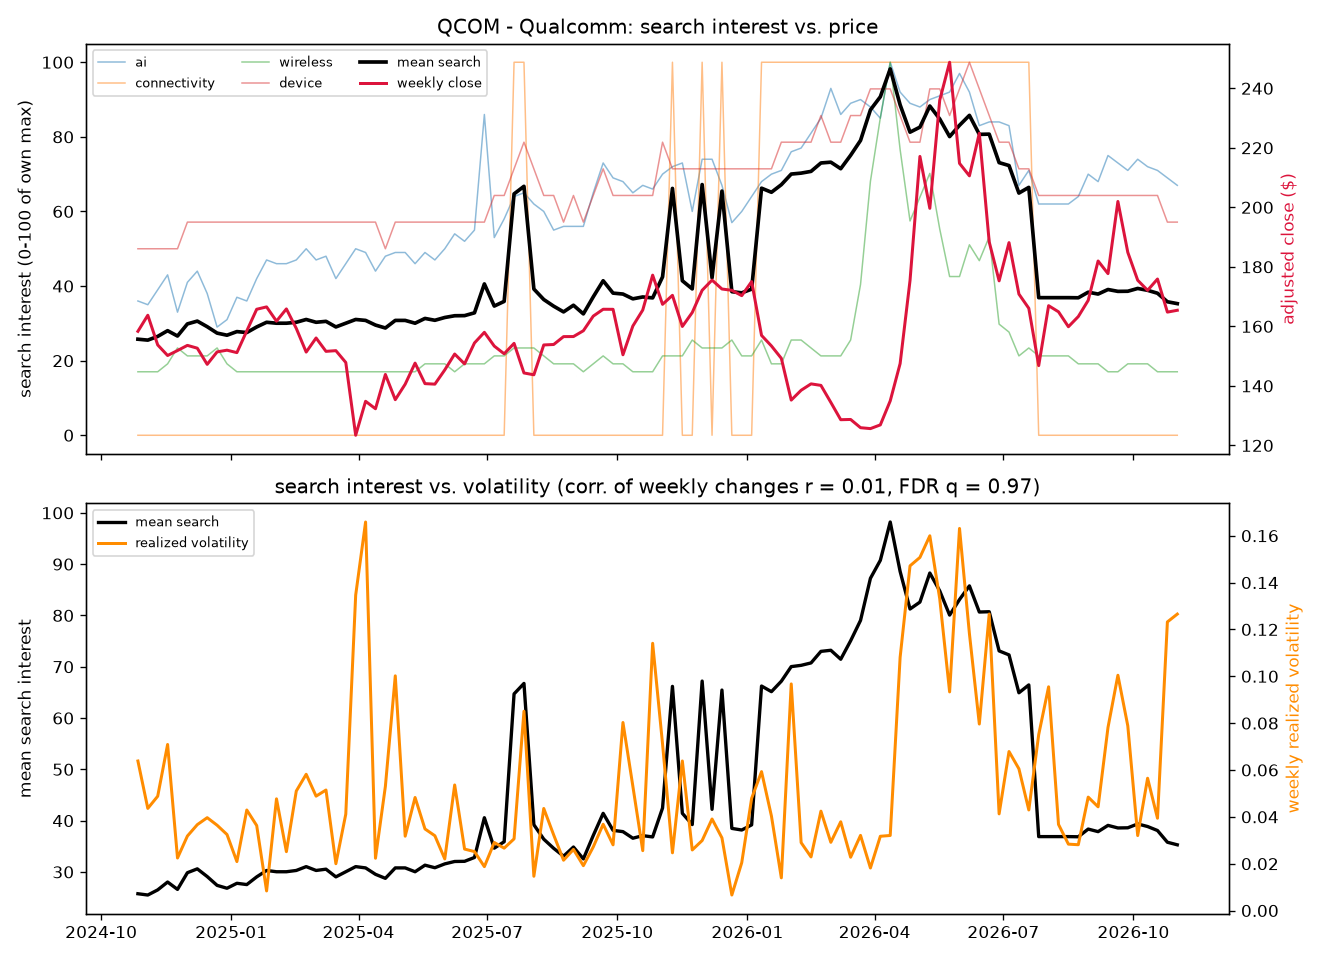 QCOM - Qualcomm: search interest vs. price
ai
connectivity
wireless
device
mean search
weekly close
search interest (0-100 of own max)
100
80
60
40
20
0
adjusted close ($)
240
220
200
180
160
140
120
search interest vs. volatility (corr. of weekly changes r = 0.01, FDR q = 0.97)
mean search
realized volatility
mean search interest
100
90
80
70
60
50
40
30
weekly realized volatility
0.16
0.14
0.12
0.10
0.08
0.06
0.04
0.02
0.00
2024-10
2025-01
2025-04
2025-07
2025-10
2026-01
2026-04
2026-07
2026-10